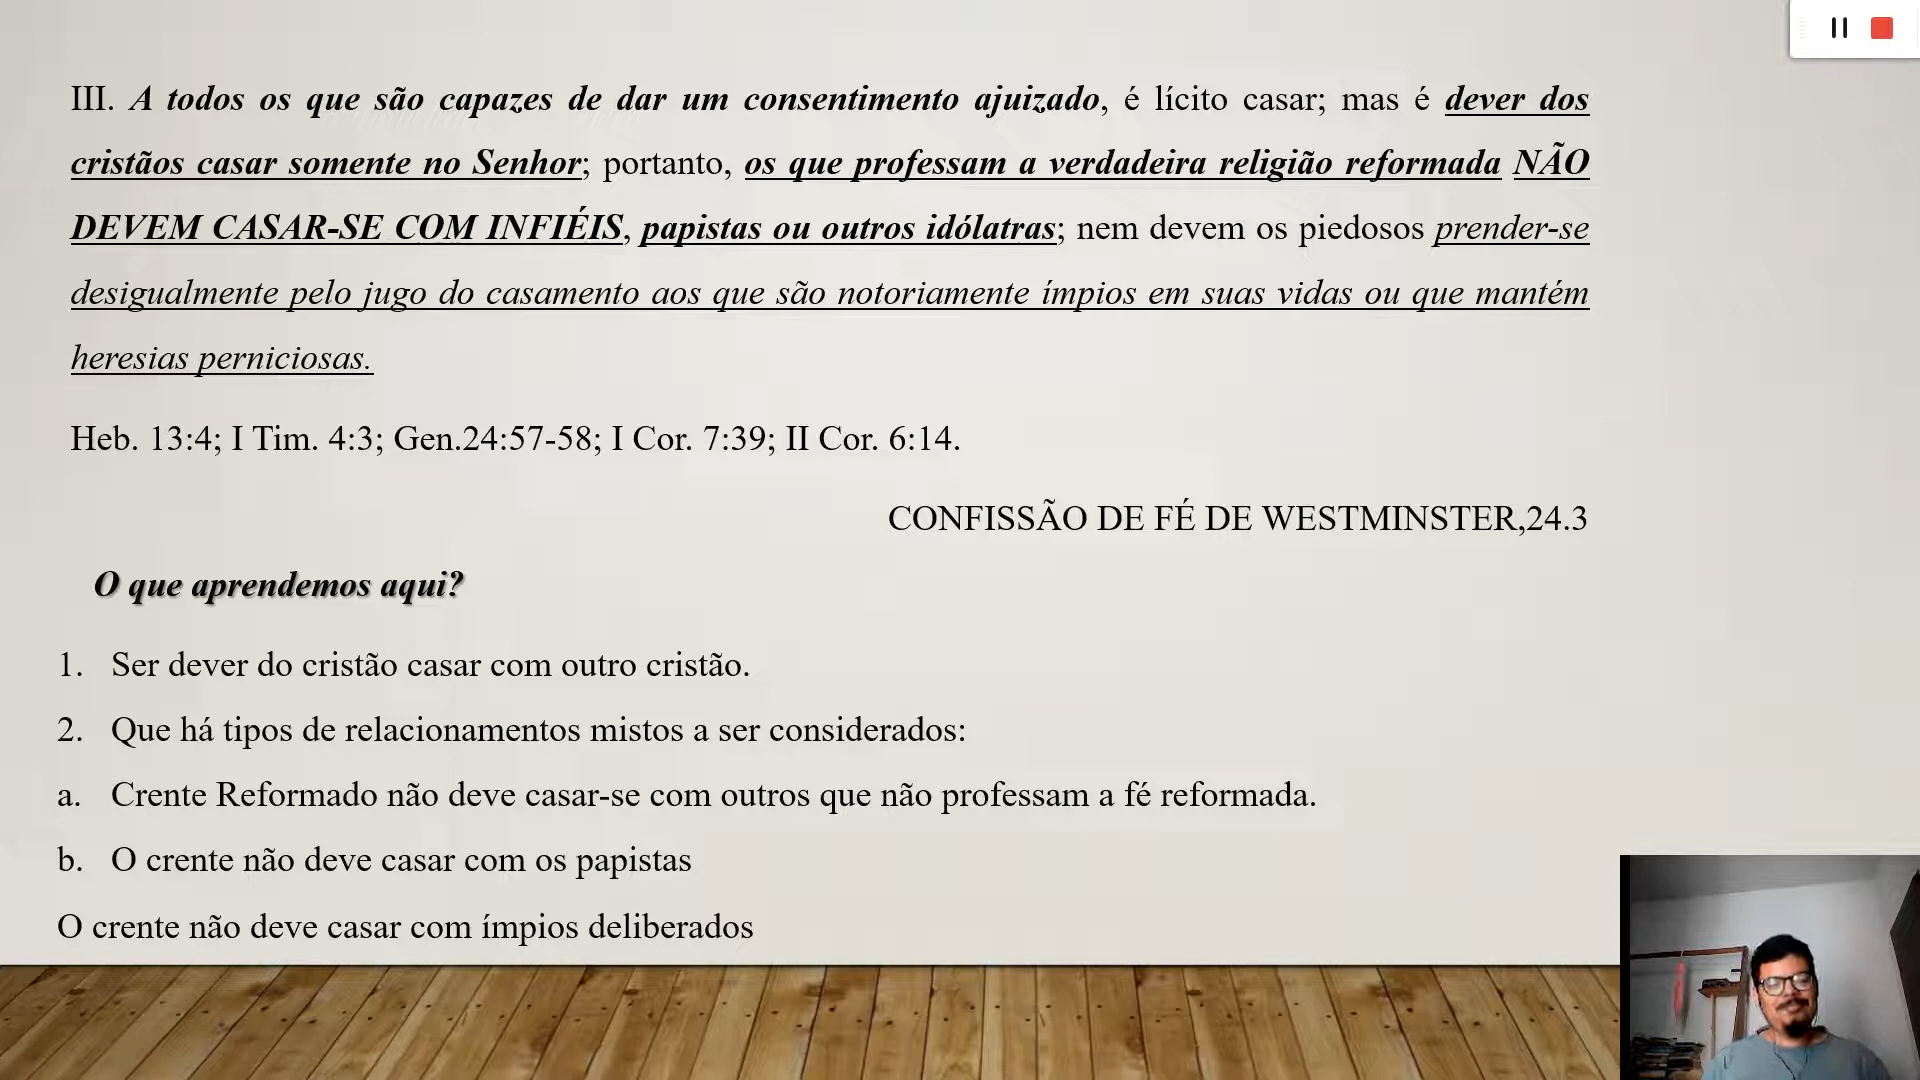 III. A todos os que são capazes de dar um consentimento ajuizado, é lícito casar; mas é dever dos
cristãos casar somente no Senhor; portanto, os que professam a verdadeira religião reformada NÃO
DEVEM CASAR-SE COM INFIÉIS, papistas ou outros idólatras; nem devem os piedosos prender-se
desigualmente pelo jugo do casamento aos que são notoriamente ímpios em suas vidas ou que mantém
heresias perniciosas.
Heb. 13:4; I Tim. 4:3; Gen.24:57-58; I Cor. 7:39; II Cor. 6:14.
CONFISSÃO DE FÉ DE WESTMINSTER,24.3
O que aprendemos aqui?
1. Ser dever do cristão casar com outro cristão.
2. Que há tipos de relacionamentos mistos a ser considerados:
a. Crente Reformado não deve casar-se com outros que não professam a fé reformada.
b. O crente não deve casar com os papistas
O crente não deve casar com ímpios deliberados